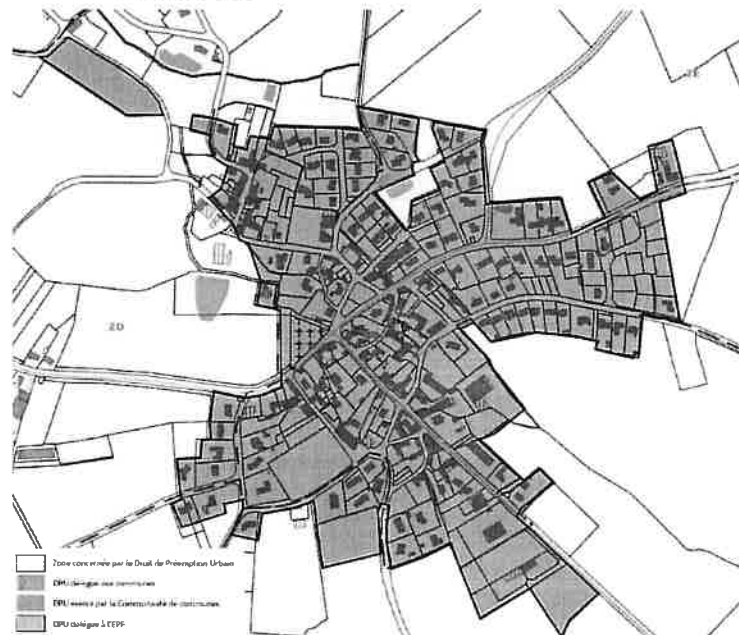 ZE
ZD
Zone concernée par le Droit de Préemption Urbain
DPU délégué aux communes
DPU exercé par la Communauté de communes
DPU délégué à l'EPF